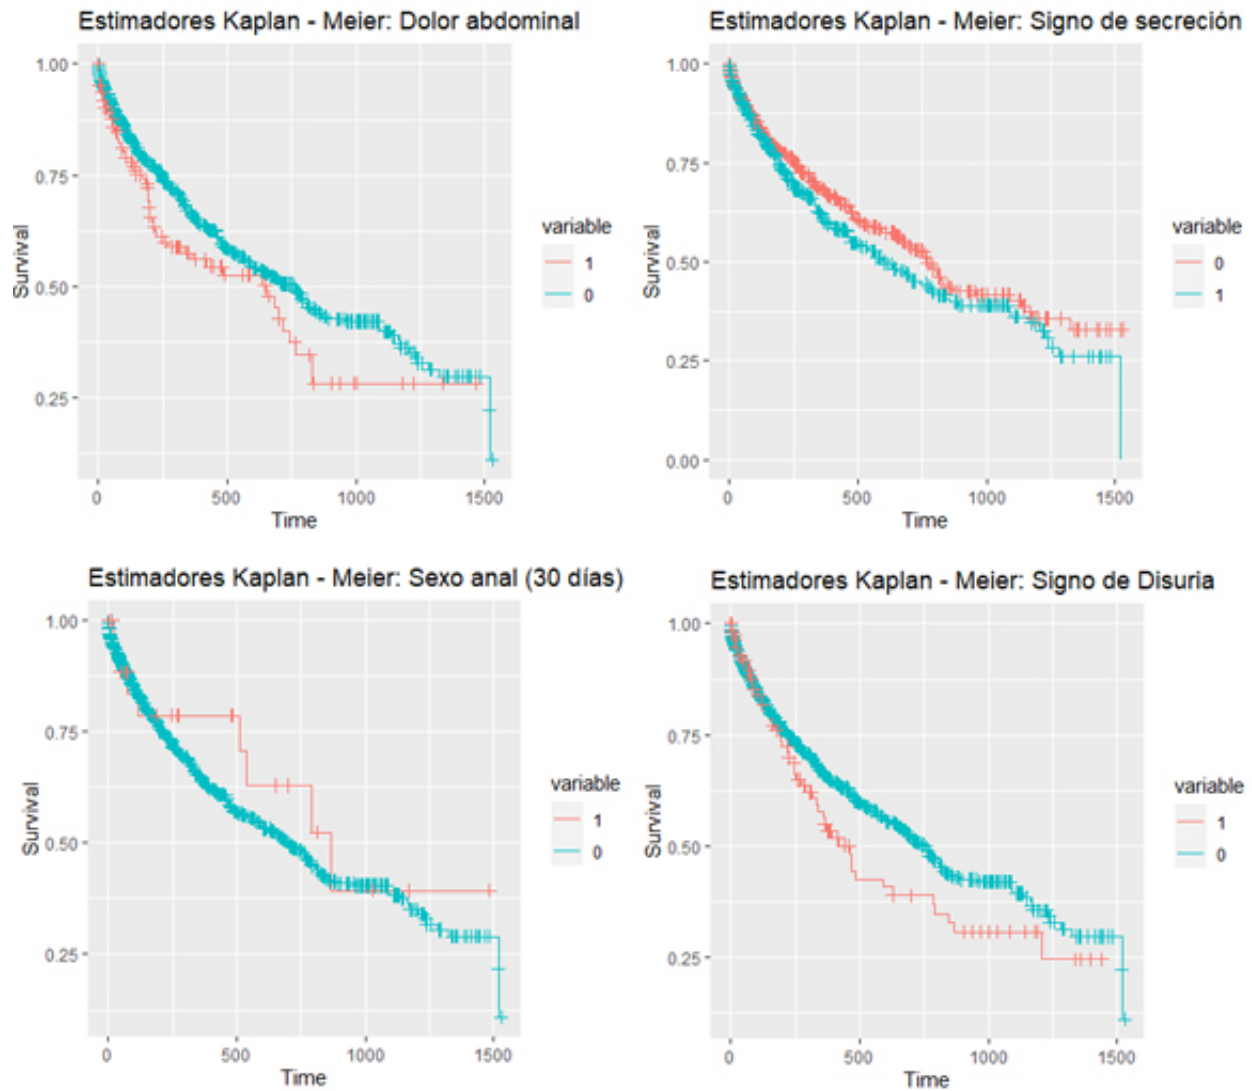 Estimadores Kaplan - Meier: Dolor abdominal
1.00
0.75
0.50
0.25
Survival
0
500
1000
1500
Time
variable
1
0
Estimadores Kaplan - Meier: Signo de secreción
1.00
0.75
0.50
0.25
0.00
Survival
0
500
1000
1500
Time
variable
0
1
Estimadores Kaplan - Meier: Sexo anal (30 días)
1.00
0.75
0.50
0.25
Survival
0
500
1000
1500
Time
variable
1
0
Estimadores Kaplan - Meier: Signo de Disuria
1.00
0.75
0.50
0.25
Survival
0
500
1000
1500
Time
variable
1
0